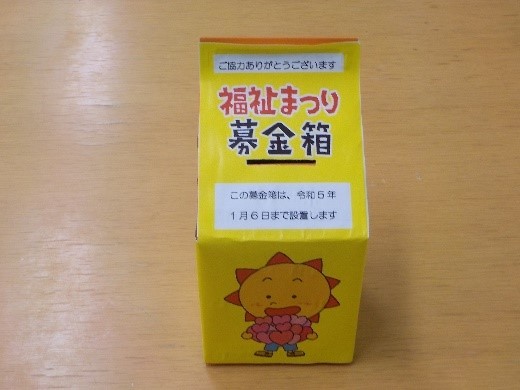 ご協力ありがとうございます
福祉まつり
募金箱
この募金箱は、令和5年
1月6日まで設置します